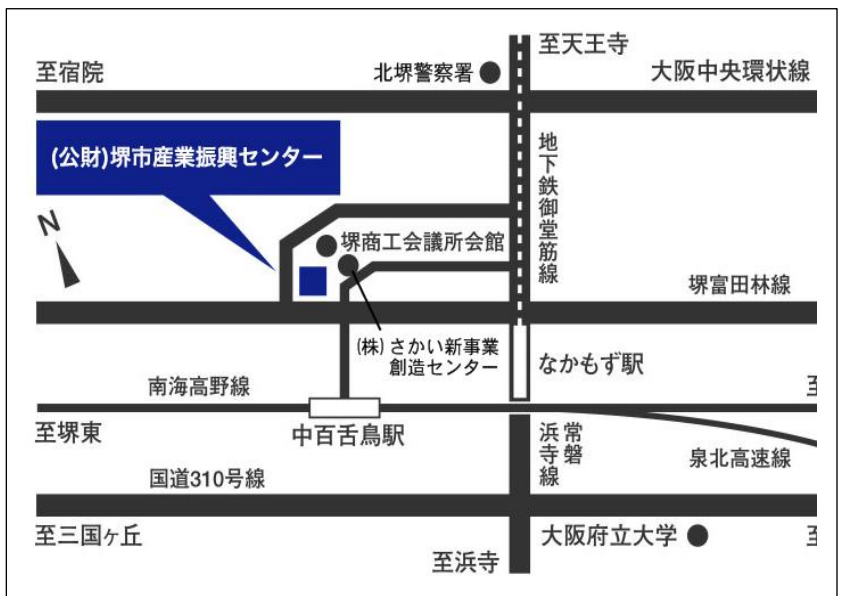 至天王寺
至宿院
北堺警察署
大阪中央環状線
(公財)堺市産業振興センター
地下鉄御堂筋線
N
堺商工会議所会館
堺富田林線
(株)さかい新事業
創造センター
なかもず駅
南海高野線
至
至堺東
中百舌鳥駅
常磐
浜寺線
泉北高速線
国道310号線
至三国ヶ丘
大阪府立大学
至
至浜寺